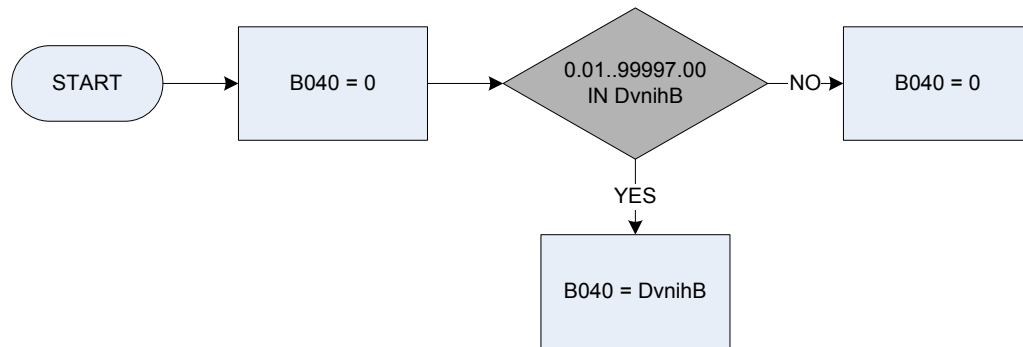 START
B040 = 0
0.01..99997.00
IN DvnihB
NO
B040 = 0
YES
B040 = DvnihB